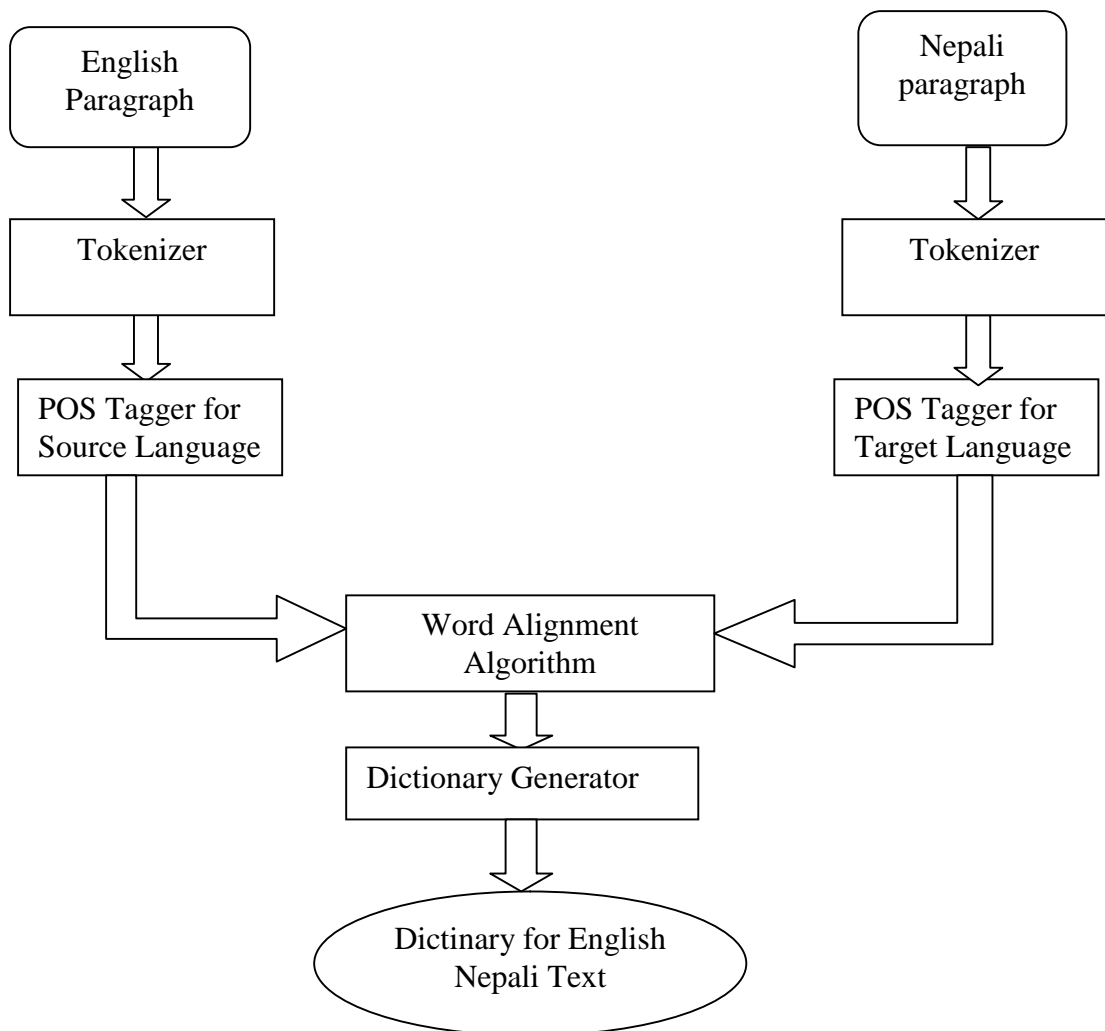 English
Paragraph
Nepali
paragraph
Tokenizer
Tokenizer
POS Tagger for
Source Language
POS Tagger for
Target Language
Word Alignment
Algorithm
Dictionary Generator
Dictinary for English
Nepali Text